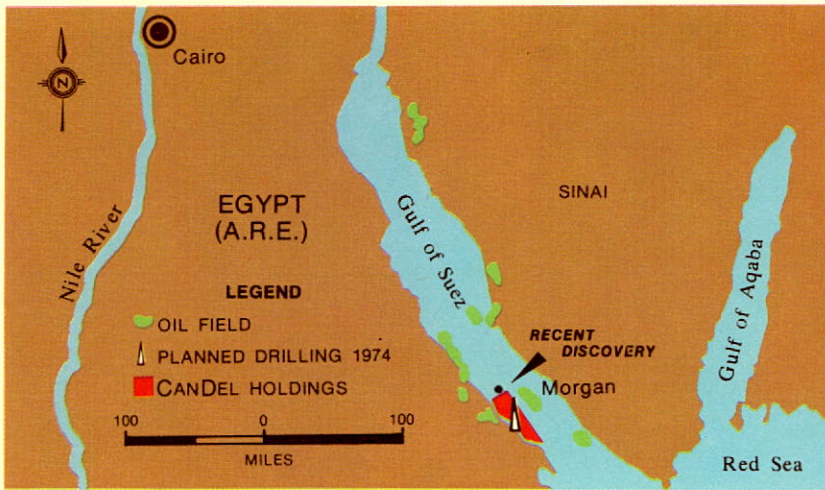 Cairo
N
Nile River
EGYPT
(A.R.E.)
Gulf of Suez
SINAI
Gulf of Aqaba
LEGEND
OIL FIELD
PLANNED DRILLING 1974
CANDEL HOLDINGS
RECENT
DISCOVERY
Morgan
100 0 100
MILES
Red Sea